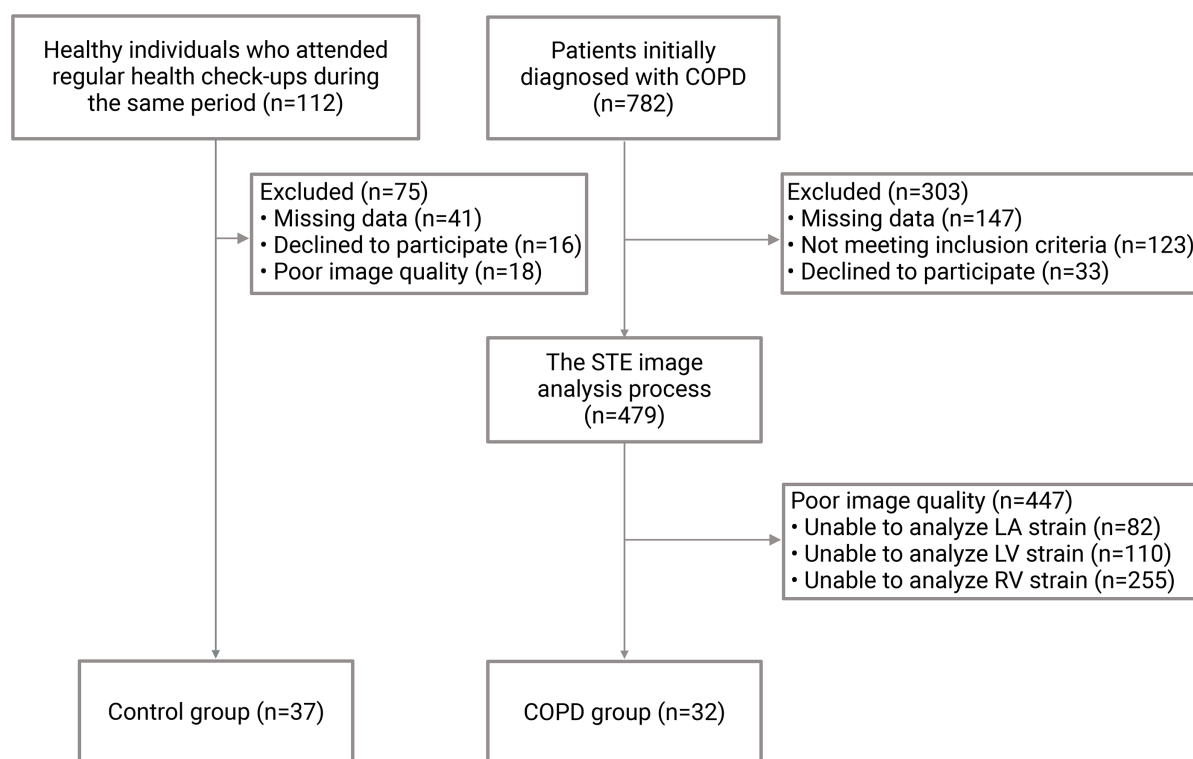 Healthy individuals who attended
regular health check-ups during
the same period (n=112)
Patients initially
diagnosed with COPD
(n=782)
Excluded (n=75)
• Missing data (n=41)
• Declined to participate (n=16)
• Poor image quality (n=18)
Excluded (n=303)
• Missing data (n=147)
• Not meeting inclusion criteria (n=123)
• Declined to participate (n=33)
The STE image
analysis process
(n=479)
Poor image quality (n=447)
• Unable to analyze LA strain (n=82)
• Unable to analyze LV strain (n=110)
• Unable to analyze RV strain (n=255)
Control group (n=37)
COPD group (n=32)